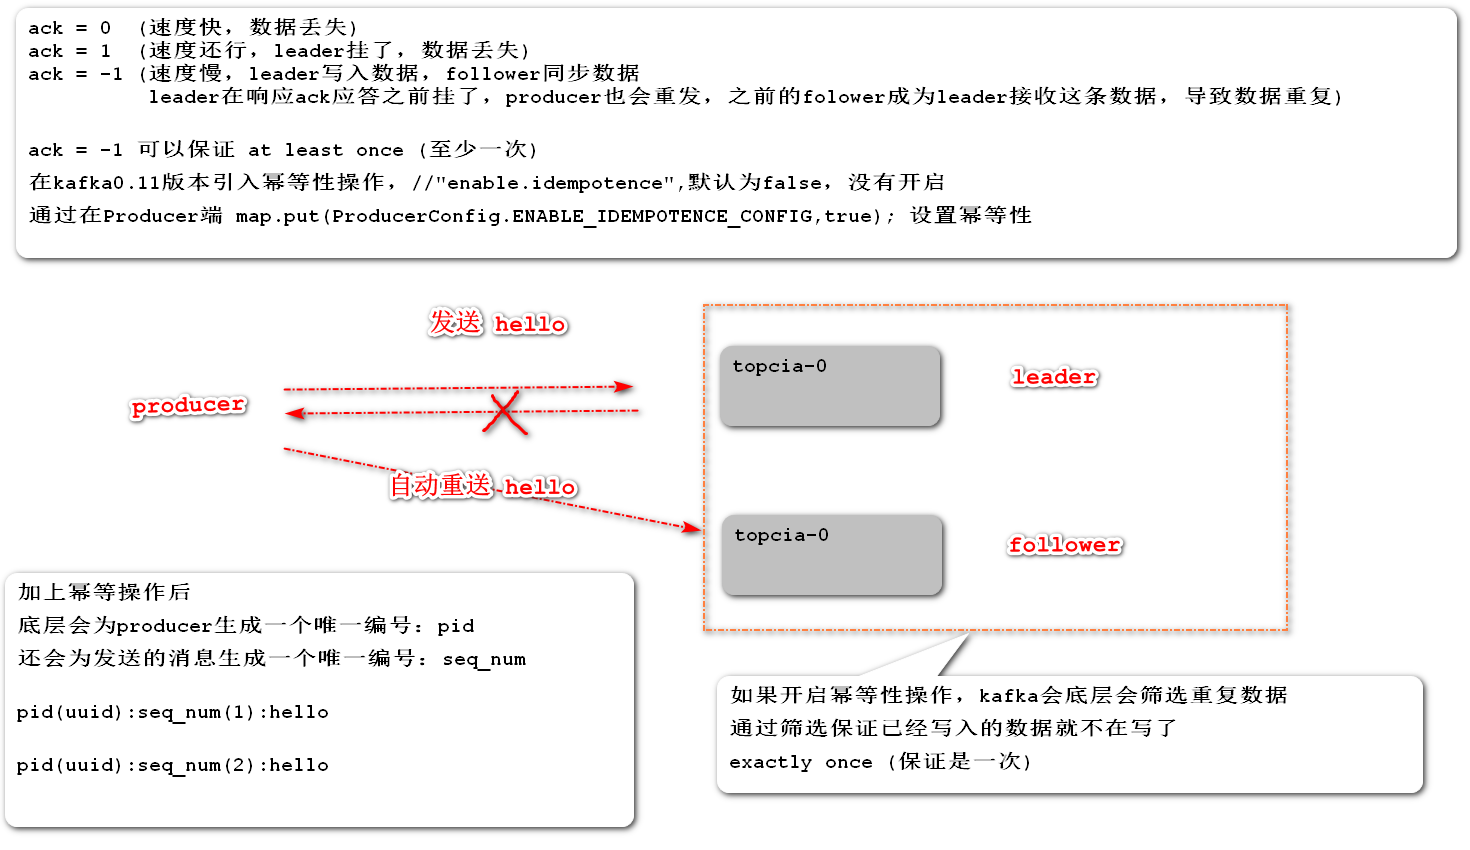 ack = 0 (速度快，数据丢失)
ack = 1 (速度还行，leader挂了，数据丢失)
ack = -1 (速度慢，leader写入数据，follower同步数据
leader在响应ack应答之前挂了，producer也会重发，之前的folower成为leader接收这条数据，导致数据重复)
ack = -1 可以保证 at least once (至少一次)
在kafka0.11版本引入幂等性操作，//"enable.idempotence",默认为false，没有开启
通过在Producer端 map.put(ProducerConfig.ENABLE_IDEMPOTENCE_CONFIG,true); 设置幂等性
发送 hello
topcia-0
leader
producer
自动重送 hello
topcia-0
follower
加上幂等操作后
底层会为producer生成一个唯一编号：pid
还会为发送的消息生成一个唯一编号：seq_num
pid(uuid):seq_num(1):hello
pid(uuid):seq_num(2):hello
如果开启幂等性操作，kafka会底层会筛选重复数据
通过筛选保证已经写入的数据就不在写了
exactly once (保证是一次)